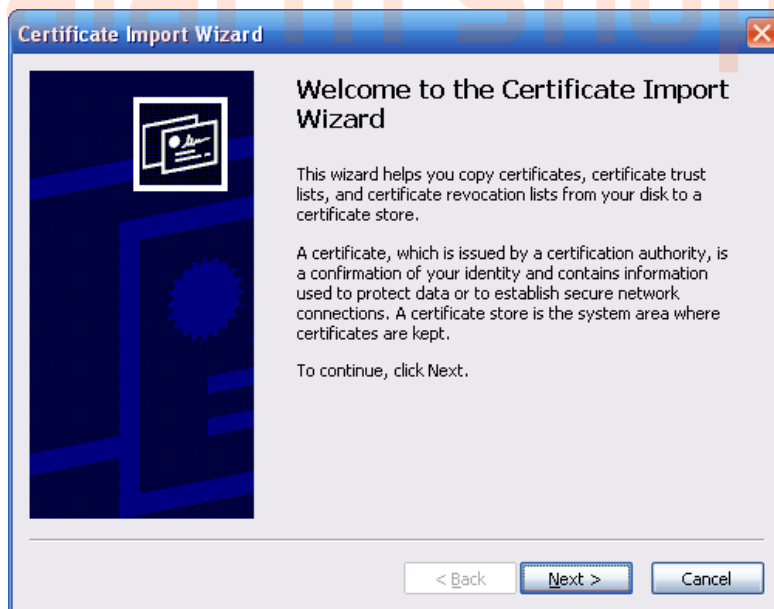 Certificate Import Wizard
Welcome to the Certificate Import
Wizard
This wizard helps you copy certificates, certificate trust
lists, and certificate revocation lists from your disk to a
certificate store.
A certificate, which is issued by a certification authority, is
a confirmation of your identity and contains information
used to protect data or to establish secure network
connections. A certificate store is the system area where
certificates are kept.
To continue, click Next.
< Back
Next >
Cancel